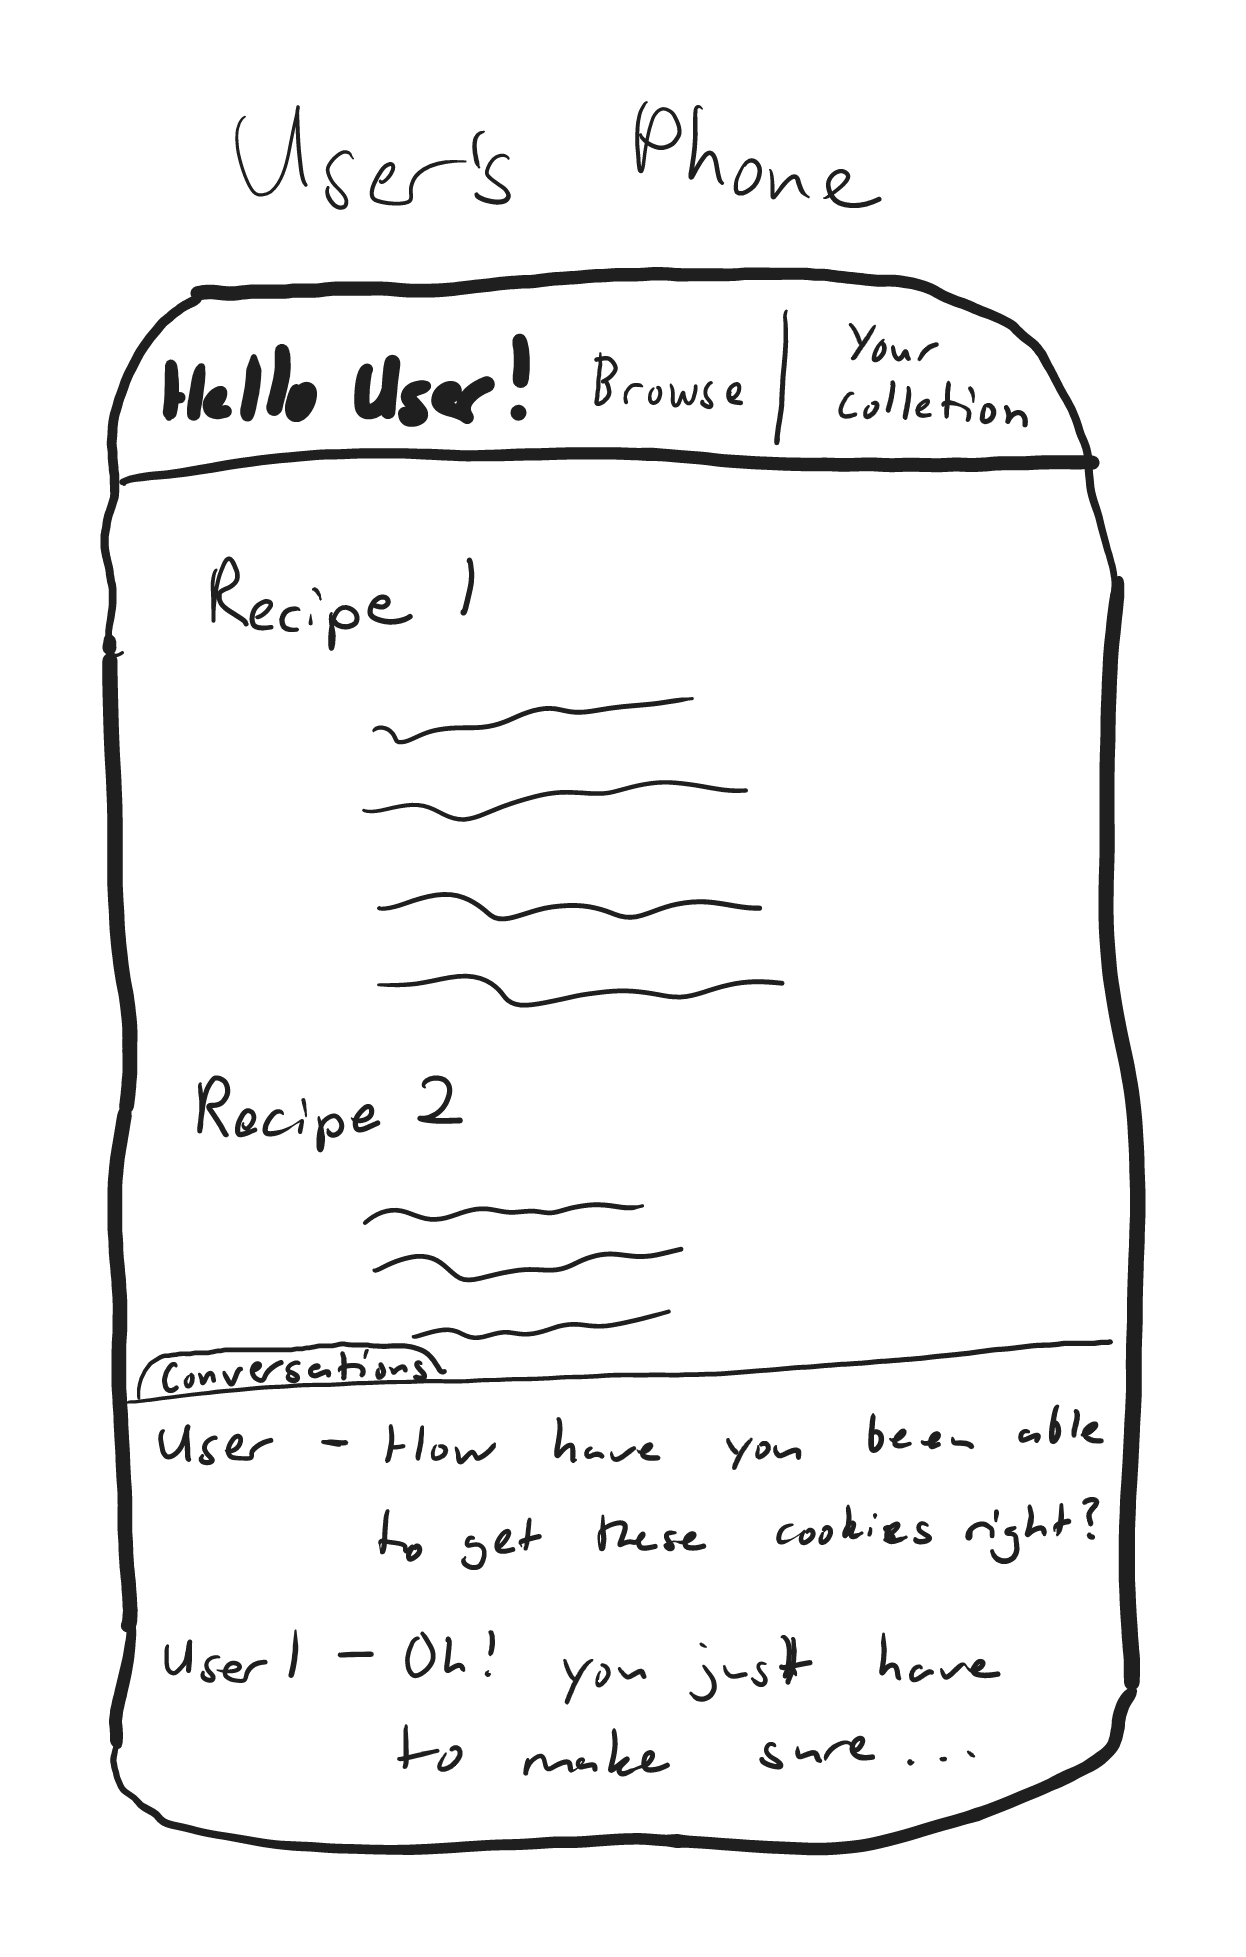 User's Phone
Hello User! Browse
Your
colletion
Recipe 1
Recipe 2
Conversations
User - How have you been able
to get these cookies right?
User 1 - Oh! you just have
to make sure...